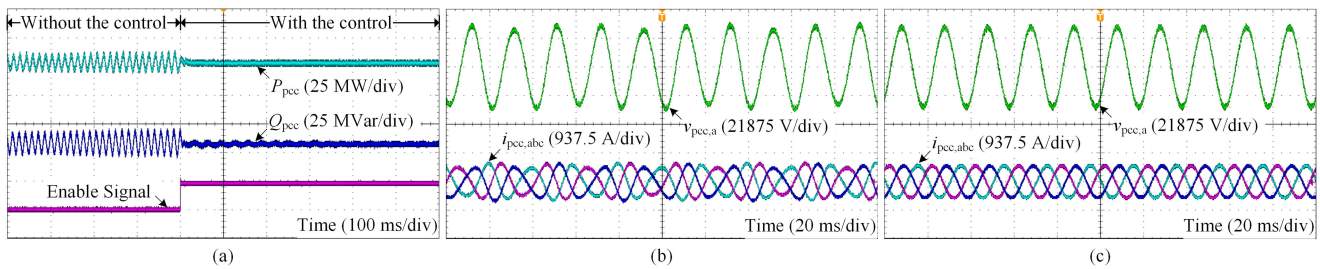 Without the control
With the control
P_pcc (25 MW/div)
Q_pcc (25 MVar/div)
Enable Signal
Time (100 ms/div)
(a)
T
v_pcc,a (21875 V/div)
i_pcc,abc (937.5 A/div)
Time (20 ms/div)
(b)
T
v_pcc,a (21875 V/div)
i_pcc,abc (937.5 A/div)
Time (20 ms/div)
(c)